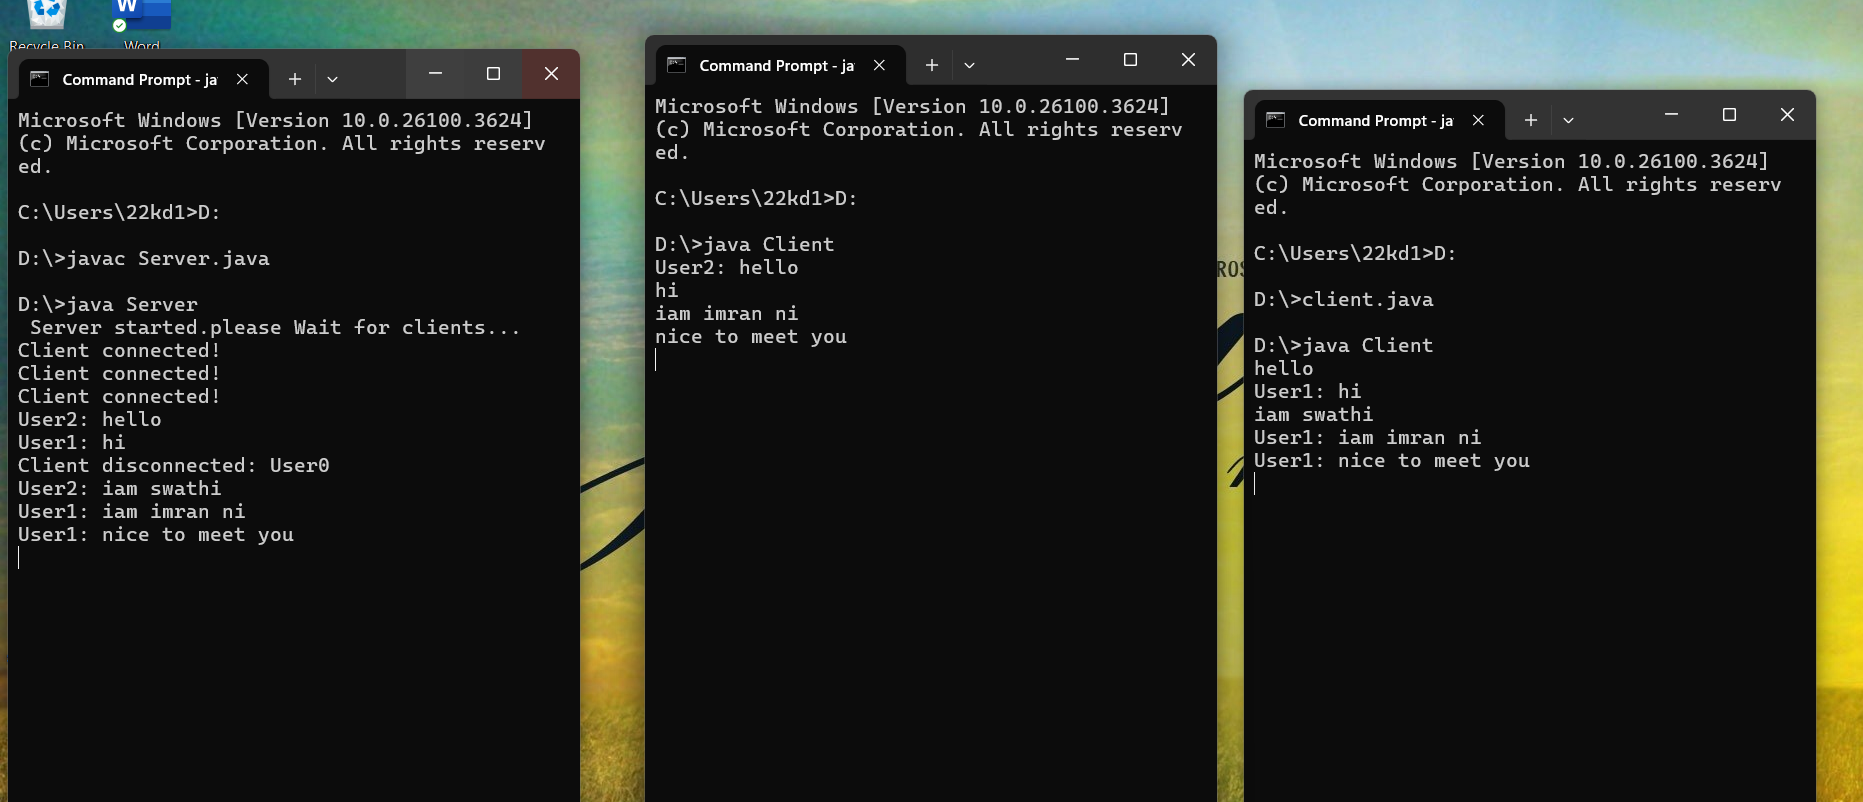 Recycle Bin
Word
Command Prompt - ja
Microsoft Windows [Version 10.0.26100.3624]
(c) Microsoft Corporation. All rights reserv
ed.
C:\Users\22kd1>D:
D:\>javac Server.java
D:\>java Server
 Server started.please Wait for clients...
Client connected!
Client connected!
Client connected!
User2: hello
User1: hi
Client disconnected: User0
User2: iam swathi
User1: iam imran ni
User1: nice to meet you
Command Prompt - ja
Microsoft Windows [Version 10.0.26100.3624]
(c) Microsoft Corporation. All rights reserv
ed.
C:\Users\22kd1>D:
D:\>java Client
User2: hello
hi
iam imran ni
nice to meet you
ROS
Command Prompt - ja
Microsoft Windows [Version 10.0.26100.3624]
(c) Microsoft Corporation. All rights reserv
ed.
C:\Users\22kd1>D:
D:\>client.java
D:\>java Client
hello
User1: hi
iam swathi
User1: iam imran ni
User1: nice to meet you